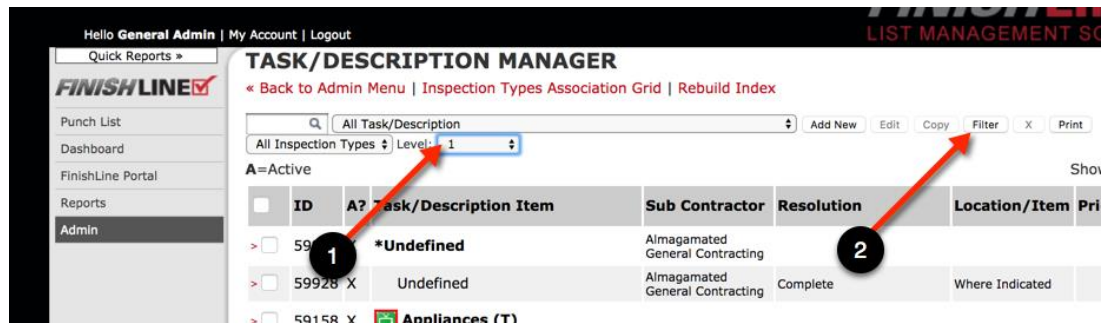 Hello General Admin | My Account | Logout
LIST MANAGEMENT
Quick Reports »
FINISHLINE
Punch List
Dashboard
FinishLine Portal
Reports
Admin
TASK/DESCRIPTION MANAGER
« Back to Admin Menu | Inspection Types Association Grid | Rebuild Index
All Task/Description Add New Edit Copy Filter X Print
All Inspection Types Level: 1
A=Active
ID A? Task/Description Item Sub Contractor Resolution Location/Item
*Undefined Almagamated
General Contracting
59928 X Undefined Almagamated
General Contracting Complete Where Indicated
59158 X Appliances (T)
1
2